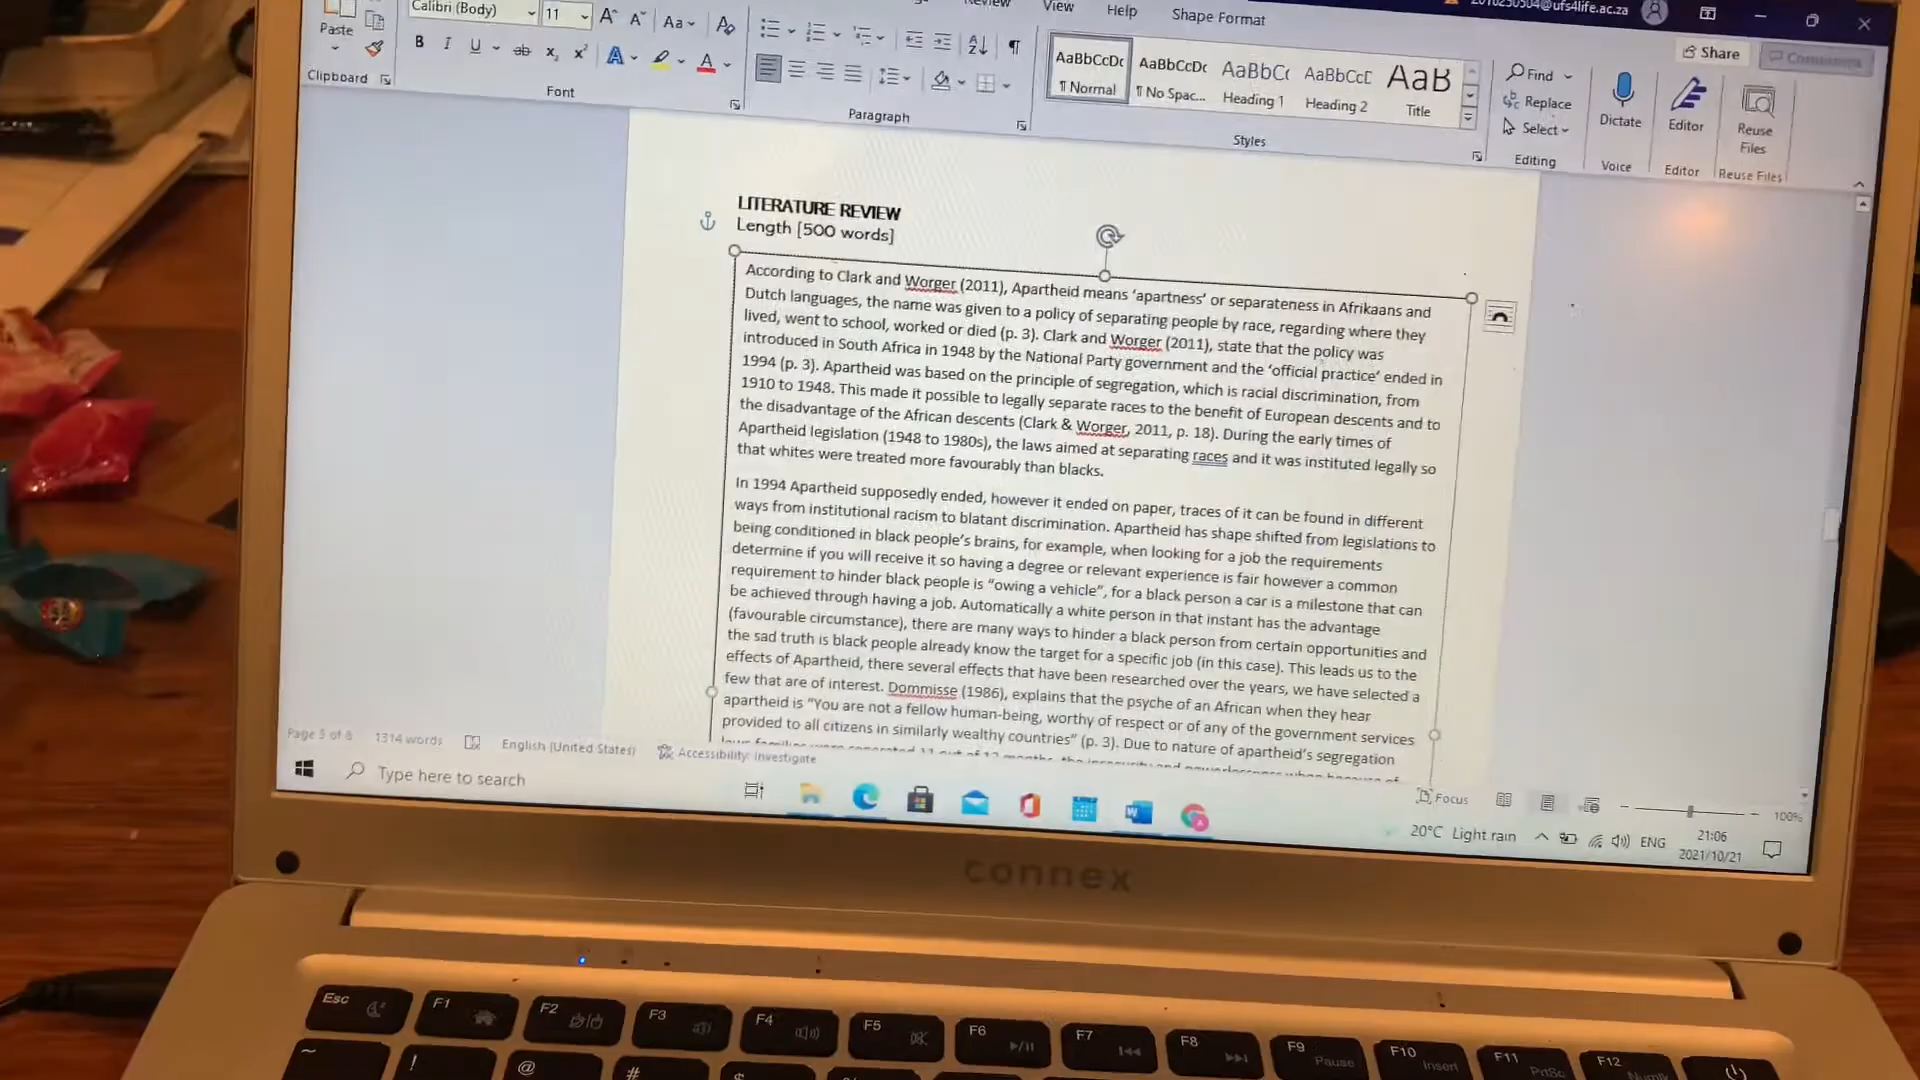 Calibri (Body)
11
View
Help
Shape Format
ufs4life.ac.za
Share
Comments
Paste
Clipboard
Font
Paragraph
AaBbCcDc
¶ Normal
AaBbCcDc
¶ No Spac...
AaBbC
Heading 1
AaBbCcD
Heading 2
AaB
Title
Styles
Find
Replace
Select
Editing
Dictate
Voice
Editor
Editor
Reuse
Files
Reuse Files
LITERATURE REVIEW
Length [500 words]
According to Clark and Worger (2011), Apartheid means ‘apartness’ or separateness in Afrikaans and
Dutch languages, the name was given to a policy of separating people by race, regarding where they
lived, went to school, worked or died (p. 3). Clark and Worger (2011), state that the policy was
introduced in South Africa in 1948 by the National Party government and the ‘official practice’ ended in
1994 (p. 3). Apartheid was based on the principle of segregation, which is racial discrimination, from
1910 to 1948. This made it possible to legally separate races to the benefit of European descents and to
the disadvantage of the African descents (Clark & Worger, 2011, p. 18). During the early times of
Apartheid legislation (1948 to 1980s), the laws aimed at separating races and it was instituted legally so
that whites were treated more favourably than blacks.
In 1994 Apartheid supposedly ended, however it ended on paper, traces of it can be found in different
ways from institutional racism to blatant discrimination. Apartheid has shape shifted from legislations to
being conditioned in black people’s brains, for example, when looking for a job the requirements
determine if you will receive it so having a degree or relevant experience is fair however a common
requirement to hinder black people is “owing a vehicle”, for a black person a car is a milestone that can
be achieved through having a job. Automatically a white person in that instant has the advantage
(favourable circumstance), there are many ways to hinder a black person from certain opportunities and
the sad truth is black people already know the target for a specific job (in this case). This leads us to the
effects of Apartheid, there several effects that have been researched over the years, we have selected a
few that are of interest. Dommisse (1986), explains that the psyche of an African when they hear
apartheid is “You are not a fellow human-being, worthy of respect or of any of the government services
provided to all citizens in similarly wealthy countries” (p. 3). Due to nature of apartheid’s segregation
Page 5 of 8
1314 words
English (United States)
Accessibility: Investigate
Focus
100%
Type here to search
20°C Light rain
ENG
21:06
2021/10/21
connex
Esc
F1
F2
F3
F4
F5
F6
F7
F8
F9
Pause
F10
Insert
F11
PrtSc
F12
~
!
@
#